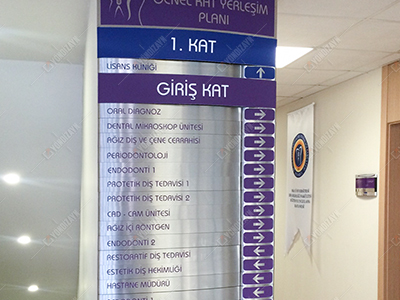 GENEL KAT YERLEŞİM
PLANI
1. KAT
LİSANS KLİNİĞİ
GİRİŞ KAT
ORAL DİAGNOZ
DENTAL MİKROSKOP ÜNİTESİ
AĞIZ DİŞ VE ÇENE CERRAHİSİ
PERİODONTOLOJİ
ENDODONTİ 1
PROTETİK DİŞ TEDAVİSİ 1
PROTETİK DİŞ TEDAVİSİ 2
CAD - CAM ÜNİTESİ
AĞIZ İÇİ RÖNTGEN
ENDODONTİ 2
RESTORATİF DİŞ TEDAVİSİ
ESTETİK DİŞ HEKİMLİĞİ
HASTANE MÜDÜRÜ
ENDODONTİ 1